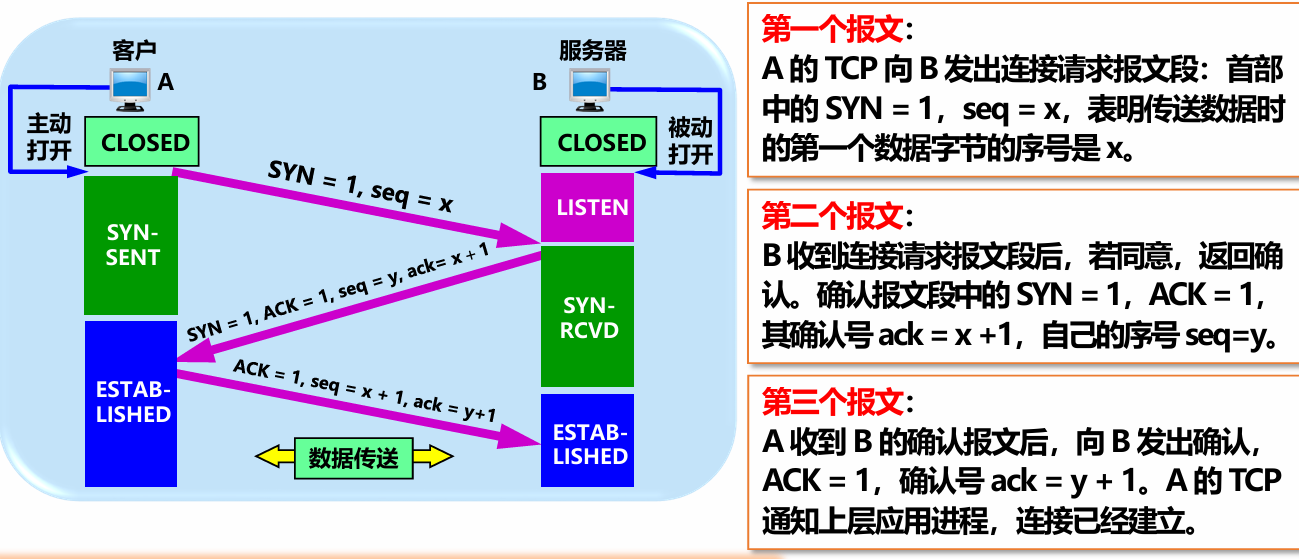 客户
A
主动
打开
CLOSED
SYN-
SENT
ESTAB-
LISHED
服务器
B
被动
打开
CLOSED
LISTEN
SYN-
RCVD
ESTAB-
LISHED
SYN = 1, seq = x
SYN = 1, ACK = 1, seq = y, ack= x + 1
ACK = 1, seq = x + 1, ack = y+1
数据传送
第一个报文：
A 的 TCP 向 B 发出连接请求报文段：首部
中的 SYN = 1，seq = x，表明传送数据时
的第一个数据字节的序号是 x。
第二个报文：
B 收到连接请求报文段后，若同意，返回确
认。确认报文段中的 SYN = 1，ACK = 1，
其确认号 ack = x +1，自己的序号 seq=y。
第三个报文：
A 收到 B 的确认报文后，向 B 发出确认，
ACK = 1，确认号 ack = y + 1。A 的 TCP
通知上层应用进程，连接已经建立。